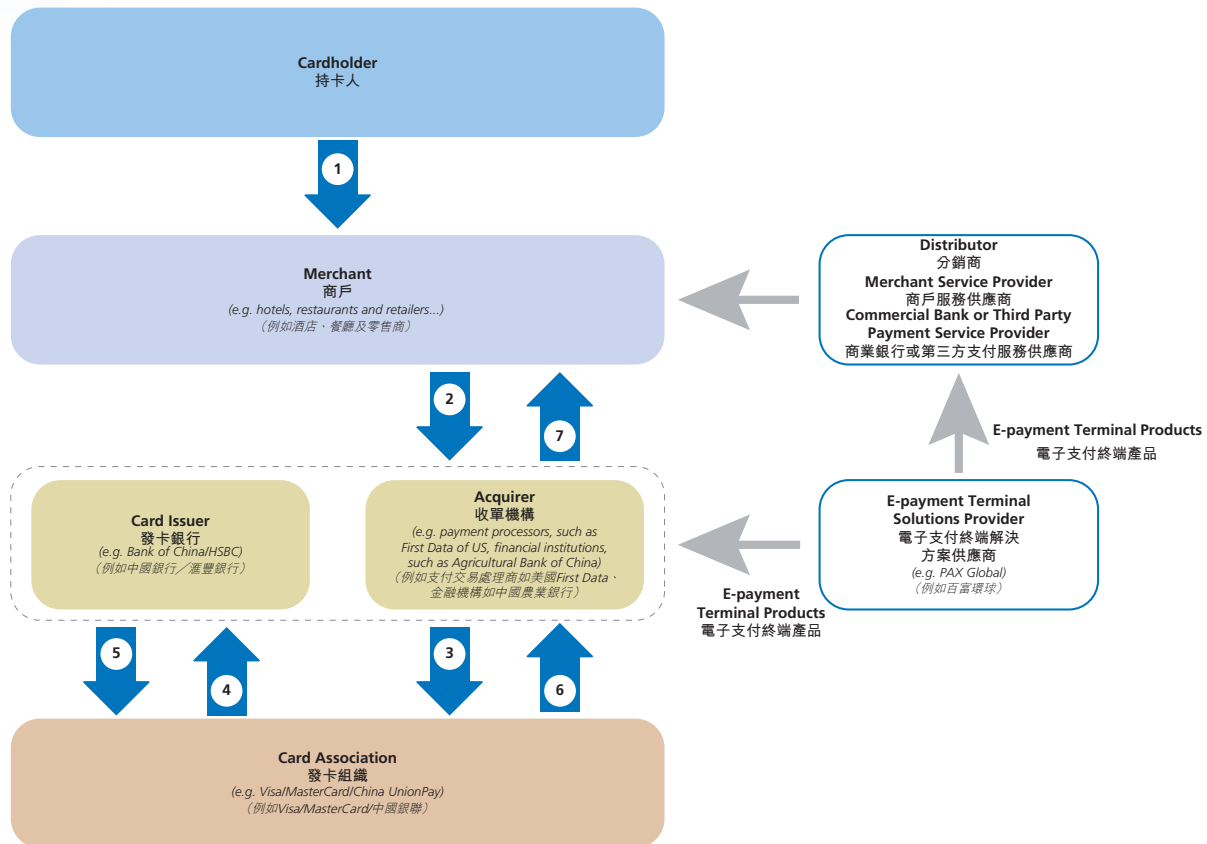 Cardholder
持卡人
1
Merchant
商戶
(e.g. hotels, restaurants and retailers...)
（例如酒店、餐廳及零售商）
Distributor
分銷商
Merchant Service Provider
商戶服務供應商
Commercial Bank or Third Party
Payment Service Provider
商業銀行或第三方支付服務供應商
2
7
E-payment Terminal Products
電子支付終端產品
Card Issuer
發卡銀行
(e.g. Bank of China/HSBC)
（例如中國銀行／滙豐銀行）
Acquirer
收單機構
(e.g. payment processors, such as
First Data of US, financial institutions,
such as Agricultural Bank of China)
（例如支付交易處理商如美國First Data、
金融機構如中國農業銀行）
E-payment Terminal
Solutions Provider
電子支付終端解決
方案供應商
(e.g. PAX Global)
（例如百富環球）
E-payment
Terminal Products
電子支付終端產品
5
4
3
6
Card Association
發卡組織
(e.g. Visa/MasterCard/China UnionPay)
（例如Visa/MasterCard/中國銀聯）